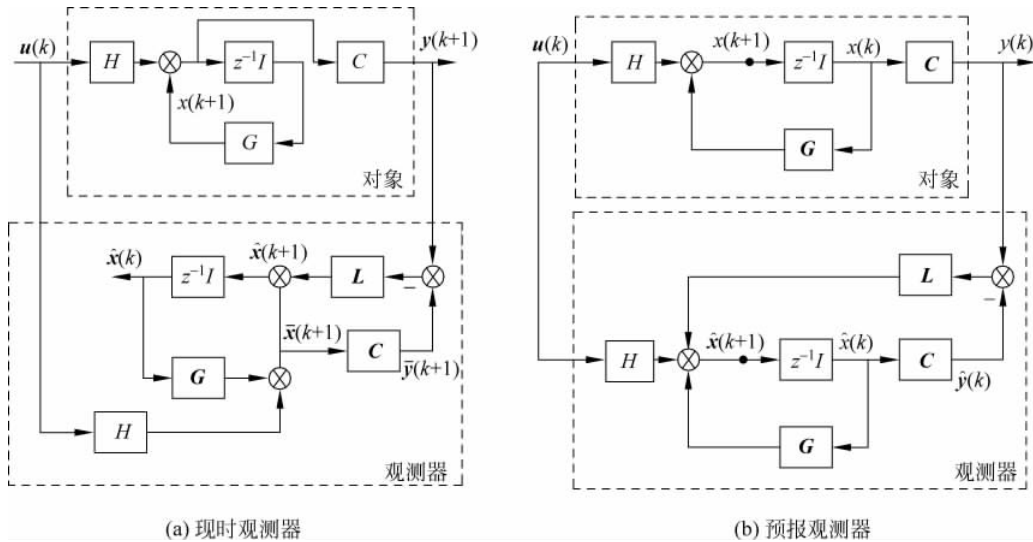 u(k)
H
z⁻¹I
C
y(k+1)
x(k+1)
G
对象
x̂(k)
z⁻¹I
x̂(k+1)
L
−
x̄(k+1)
C
ȳ(k+1)
G
H
观测器
(a) 现时观测器
u(k)
H
x(k+1)
z⁻¹I
x(k)
C
y(k)
G
对象
L
−
H
x̂(k+1)
z⁻¹I
x̂(k)
C
ŷ(k)
G
观测器
(b) 预报观测器